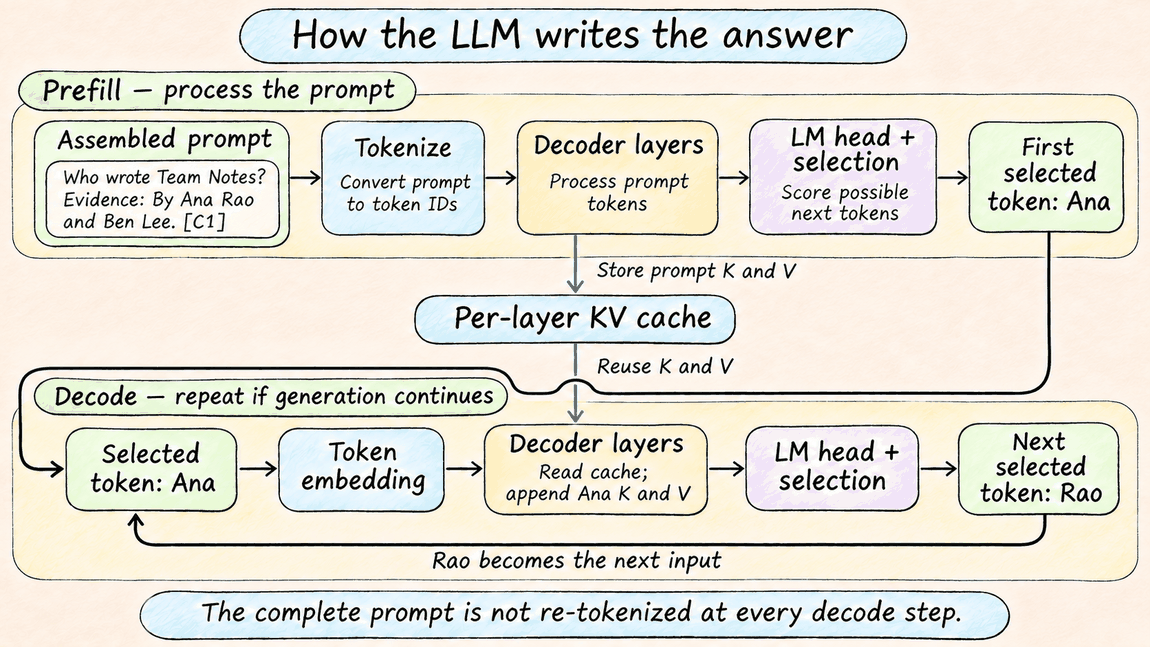 How the LLM writes the answer
Prefill — process the prompt
Assembled prompt
Who wrote Team Notes?
Evidence: By Ana Rao
and Ben Lee. [C1]
Tokenize
Convert prompt
to token IDs
Decoder layers
Process prompt
tokens
LM head +
selection
Score possible
next tokens
First
selected
token: Ana
Store prompt K and V
Per-layer KV cache
Reuse K and V
Decode — repeat if generation continues
Selected
token: Ana
Token
embedding
Decoder layers
Read cache;
append Ana K and V
LM head +
selection
Next
selected
token: Rao
Rao becomes the next input
The complete prompt is not re-tokenized at every decode step.